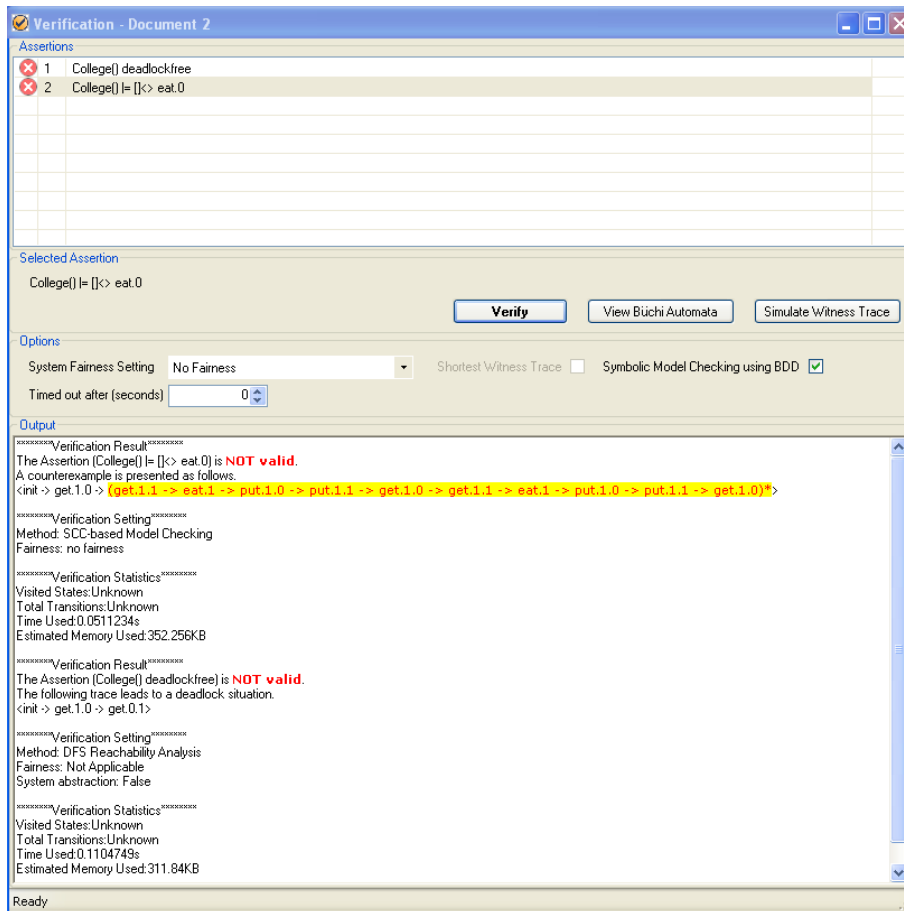 Verification - Document 2
Assertions
1 College() deadlockfree
2 College() |= []<> eat.0
Selected Assertion
College() |= []<> eat.0
Verify View Büchi Automata Simulate Witness Trace
Options
System Fairness Setting No Fairness Shortest Witness Trace Symbolic Model Checking using BDD
Timed out after (seconds) 0
Output
********Verification Result********
The Assertion (College() |= []<> eat.0) is NOT valid.
A counterexample is presented as follows.
<init -> get.1.0 -> (get.1.1 -> eat.1 -> put.1.0 -> put.1.1 -> get.1.0 -> get.1.1 -> eat.1 -> put.1.0 -> put.1.1 -> get.1.0)*>
********Verification Setting********
Method: SCC-based Model Checking
Fairness: no fairness
********Verification Statistics********
Visited States:Unknown
Total Transitions:Unknown
Time Used:0.0511234s
Estimated Memory Used:352.256KB
********Verification Result********
The Assertion (College() deadlockfree) is NOT valid.
The following trace leads to a deadlock situation.
<init -> get.1.0 -> get.0.1>
********Verification Setting********
Method: DFS Reachability Analysis
Fairness: Not Applicable
System abstraction: False
********Verification Statistics********
Visited States:Unknown
Total Transitions:Unknown
Time Used:0.1104749s
Estimated Memory Used:311.84KB
Ready